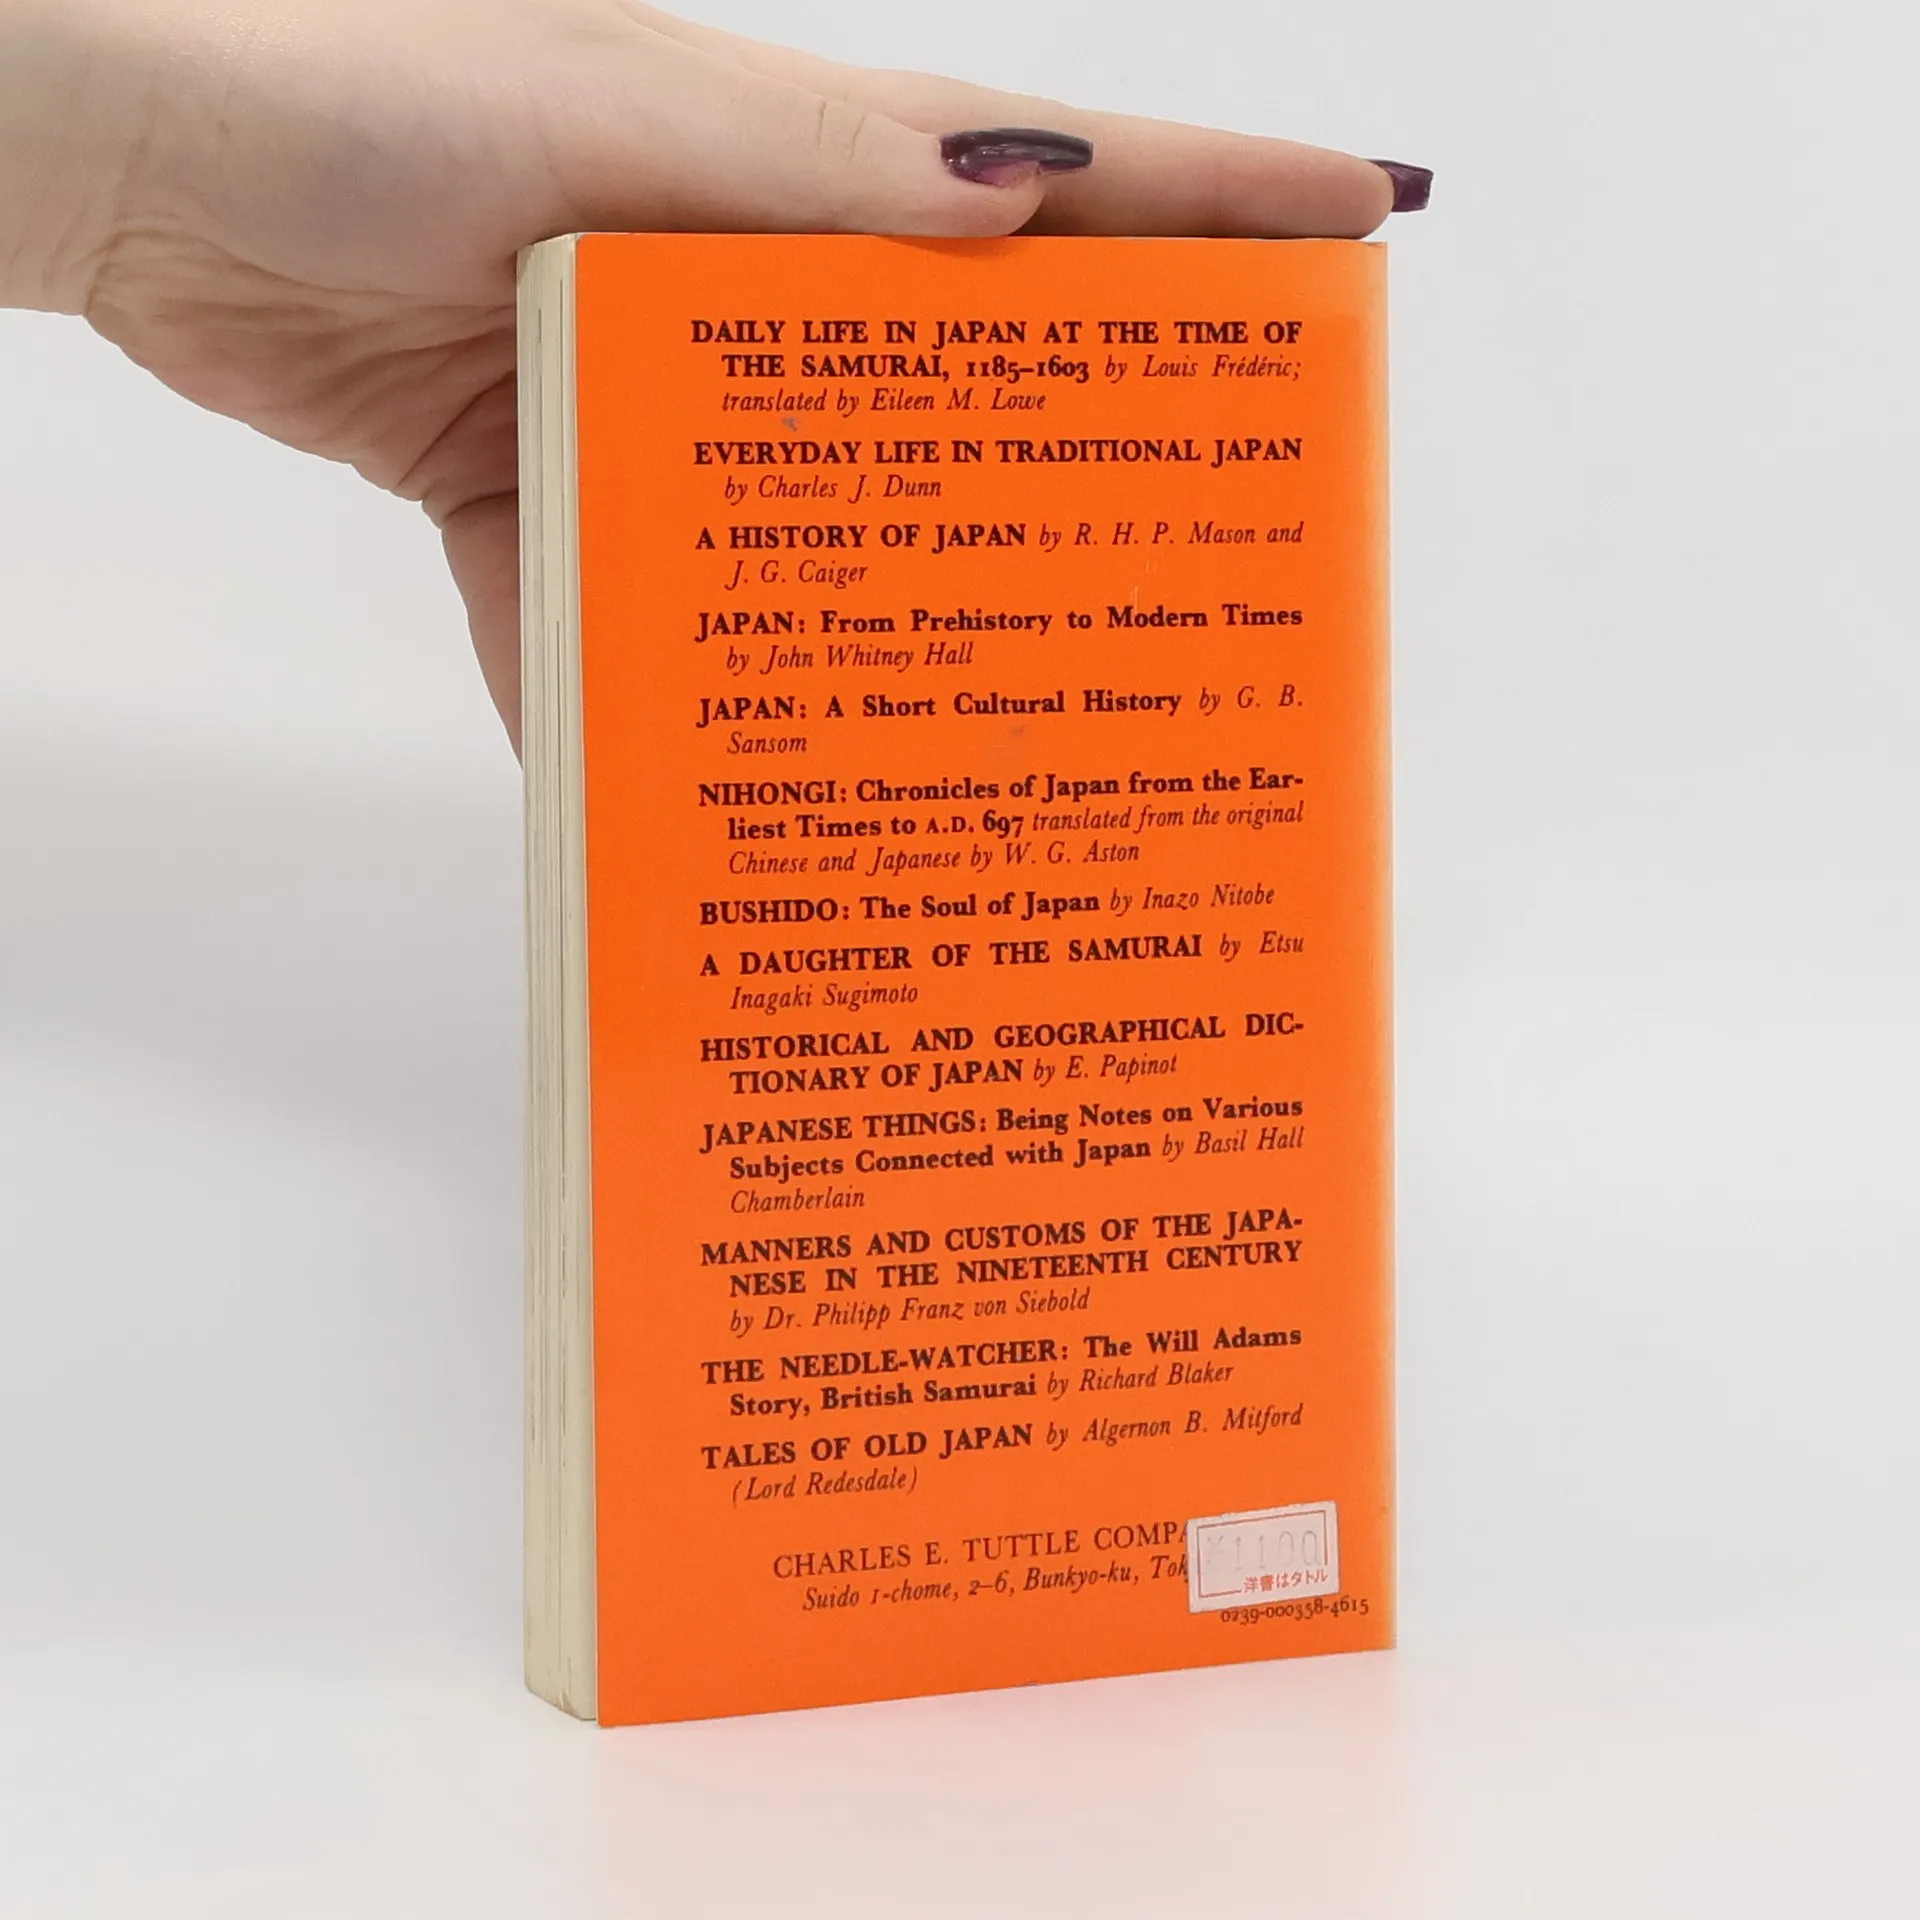 DAILY LIFE IN JAPAN AT THE TIME OF
THE SAMURAI, 1185–1603 by Louis Frédéric;
translated by Eileen M. Lowe
EVERYDAY LIFE IN TRADITIONAL JAPAN
by Charles J. Dunn
A HISTORY OF JAPAN by R. H. P. Mason and
J. G. Caiger
JAPAN: From Prehistory to Modern Times
by John Whitney Hall
JAPAN: A Short Cultural History by G. B.
Sansom
NIHONGI: Chronicles of Japan from the Ear-
liest Times to A.D. 697 translated from the original
Chinese and Japanese by W. G. Aston
BUSHIDO: The Soul of Japan by Inazo Nitobe
A DAUGHTER OF THE SAMURAI by Etsu
Inagaki Sugimoto
HISTORICAL AND GEOGRAPHICAL DIC-
TIONARY OF JAPAN by E. Papinot
JAPANESE THINGS: Being Notes on Various
Subjects Connected with Japan by Basil Hall
Chamberlain
MANNERS AND CUSTOMS OF THE JAPA-
NESE IN THE NINETEENTH CENTURY
by Dr. Philipp Franz von Siebold
THE NEEDLE-WATCHER: The Will Adams
Story, British Samurai by Richard Blaker
TALES OF OLD JAPAN by Algernon B. Mitford
(Lord Redesdale)
CHARLES E. TUTTLE COMPA
Suido 1-chome, 2–6, Bunkyo-ku, Tok
¥1100
洋書はタトル
0239-000358-4615